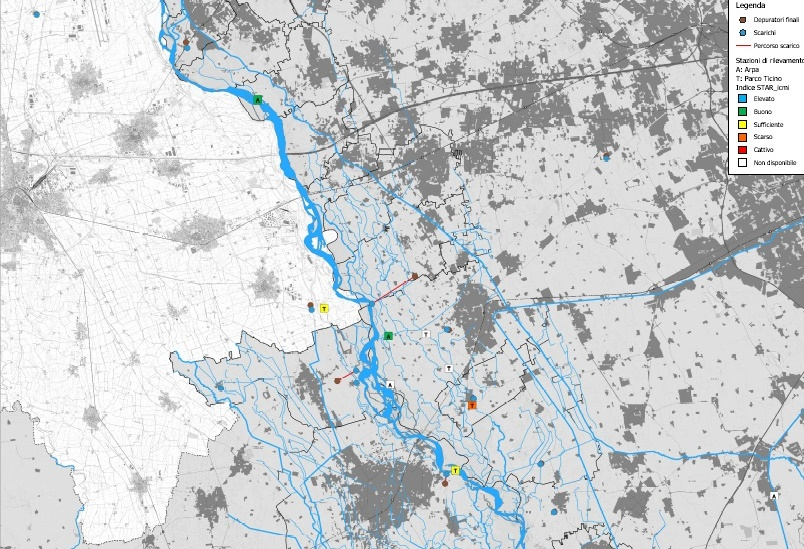 Legenda
Depuratori finali
Scarichi
Percorso scarico
Stazioni di rilevamento
A: Arpa
T: Parco Ticino
Indice STAR_icmi
Elevato
Buono
Sufficiente
Scarso
Cattivo
Non disponibile
A
T
A
T
T
A
T
T
A